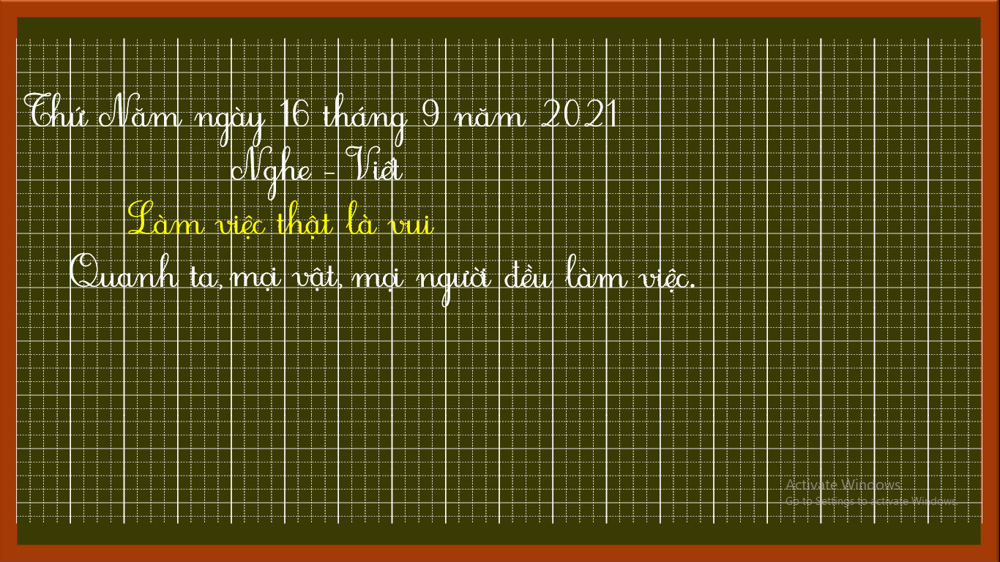 Thứ Năm ngày 16 tháng 9 năm 2021
Nghe - Viết
Làm việc thật là vui
Quanh ta, mọi vật, mọi người đều làm việc.
Activate Windows
Go to Settings to activate Windows.